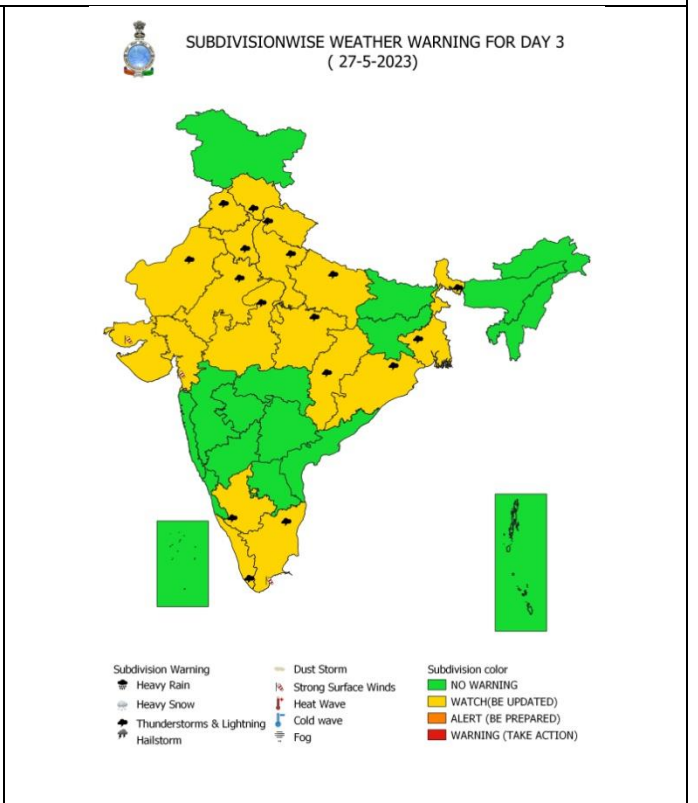 SUBDIVISIONWISE WEATHER WARNING FOR DAY 3
( 27-5-2023)
Subdivision Warning
Heavy Rain
Heavy Snow
Thunderstorms & Lightning
Hailstorm
Dust Storm
Strong Surface Winds
Heat Wave
Cold wave
Fog
Subdivision color
NO WARNING
WATCH(BE UPDATED)
ALERT (BE PREPARED)
WARNING (TAKE ACTION)